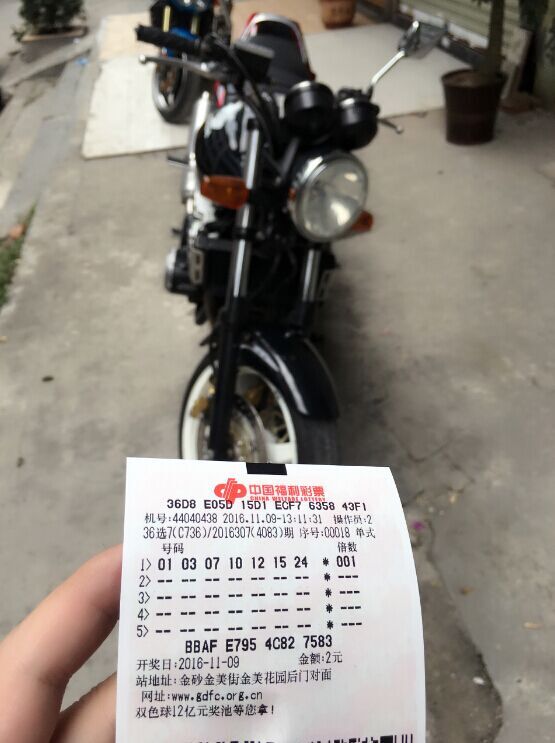 中国福利彩票
CHINA WELFARE LOTTERY
36D8 E05D 15D1 ECF7 6358 43F1
机号:44040438 2016.11.09-13:11:31 操作员:2
36选7(C736)/2016307(4083)期 序号:00018 单式
号码 倍数
1> 01 03 07 10 12 15 24 * 001
2> -- -- -- -- -- -- -- * ---
3> -- -- -- -- -- -- -- * ---
4> -- -- -- -- -- -- -- * ---
5> -- -- -- -- -- -- -- * ---
BBAF E795 4C82 7583
开奖日:2016-11-09 金额:2元
站地址: 金砂金美街金美花园后门对面
网址:www.gdfc.org.cn
双色球12亿元奖池等您拿!